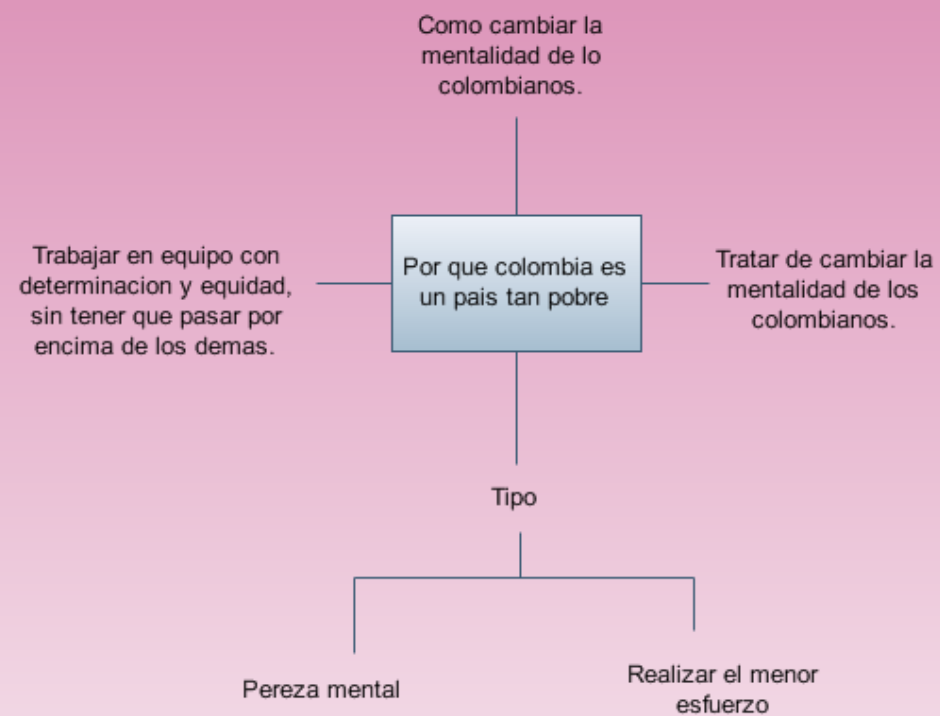 Como cambiar la
mentalidad de lo
colombianos.
Trabajar en equipo con
determinacion y equidad,
sin tener que pasar por
encima de los demas.
Por que colombia es
un pais tan pobre
Tratar de cambiar la
mentalidad de los
colombianos.
Tipo
Pereza mental
Realizar el menor
esfuerzo